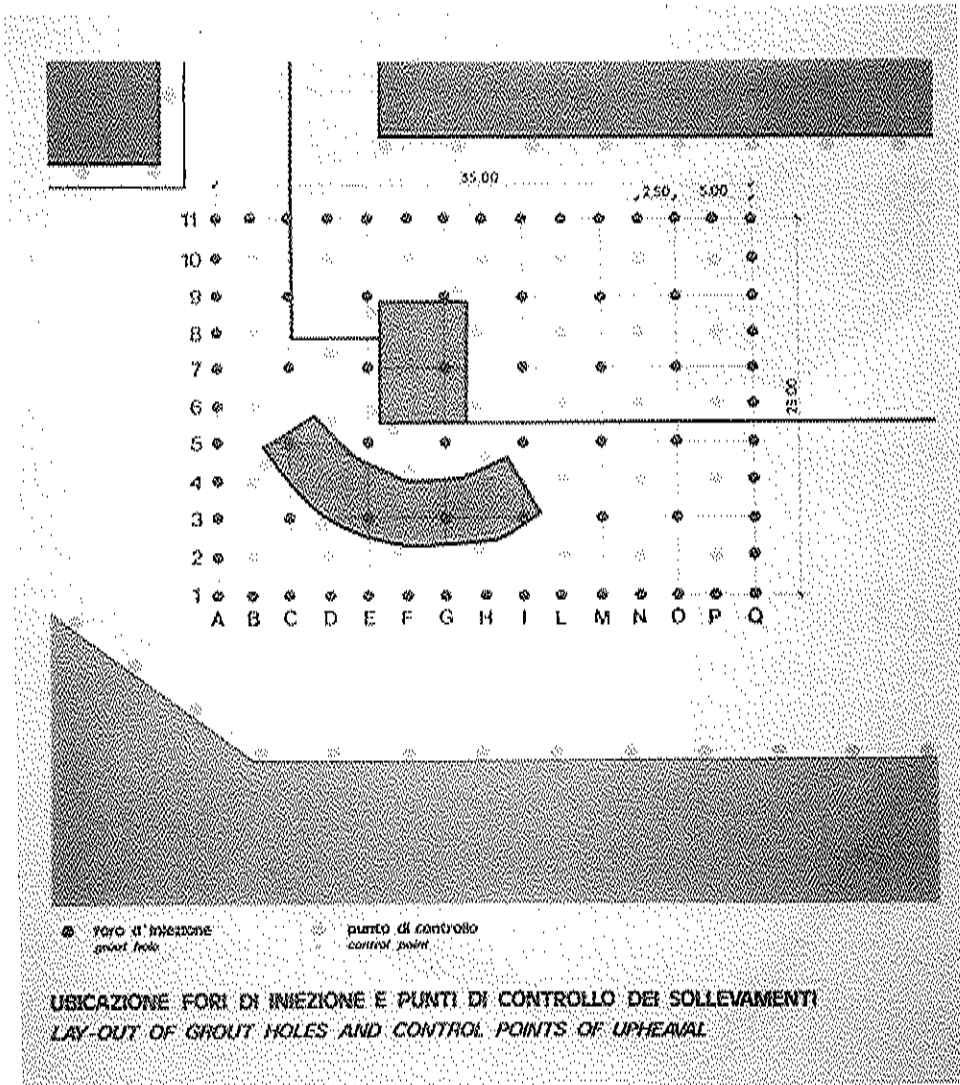 35.00
2.50 5.00
11
10
9
8
7
6
25.00
5
4
3
2
1
A B C D E F G H I L M N O P Q
foro d'iniezione
grout hole
punto di controllo
control point
UBICAZIONE FORI DI INIEZIONE E PUNTI DI CONTROLLO DEI SOLLEVAMENTI
LAY-OUT OF GROUT HOLES AND CONTROL POINTS OF UPHEAVAL